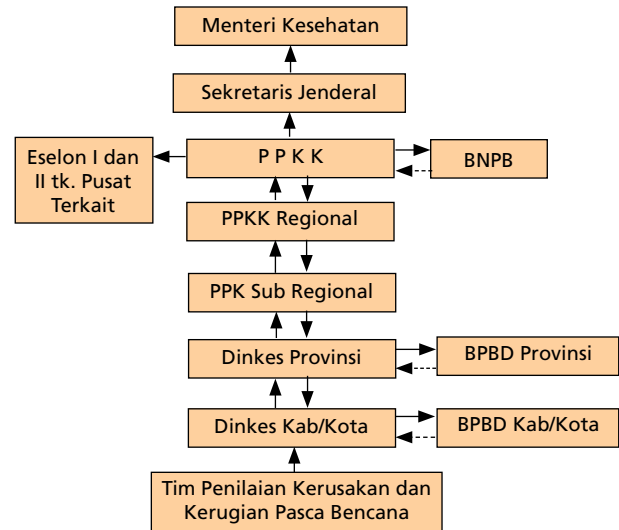 Menteri Kesehatan
Sekretaris Jenderal
Eselon I dan
II tk. Pusat
Terkait
P P K K
BNPB
PPKK Regional
PPK Sub Regional
Dinkes Provinsi
BPBD Provinsi
Dinkes Kab/Kota
BPBD Kab/Kota
Tim Penilaian Kerusakan dan
Kerugian Pasca Bencana